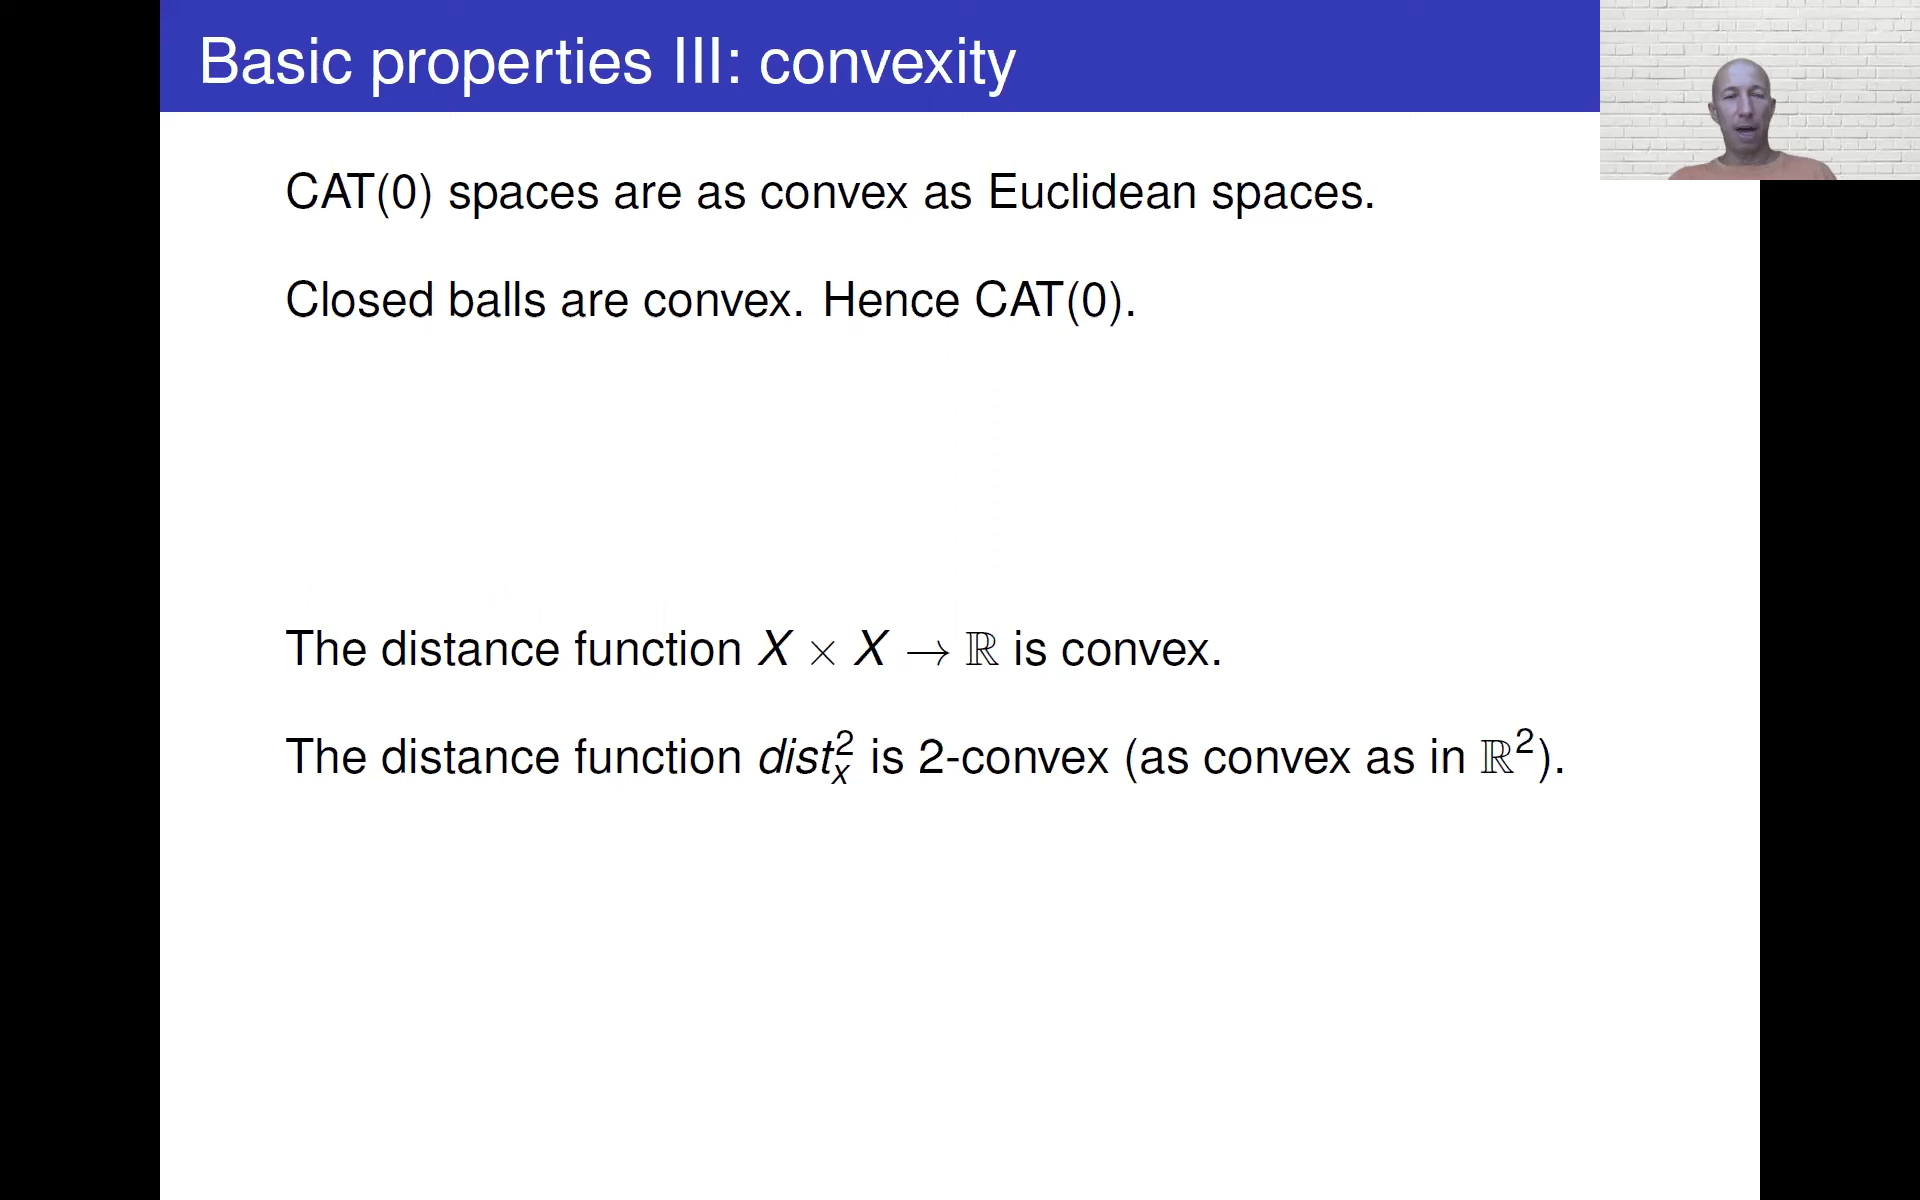 Basic properties III: convexity
CAT(0) spaces are as convex as Euclidean spaces.
Closed balls are convex. Hence CAT(0).
The distance function X × X → ℝ is convex.
The distance function dist²ₓ is 2-convex (as convex as in ℝ²).